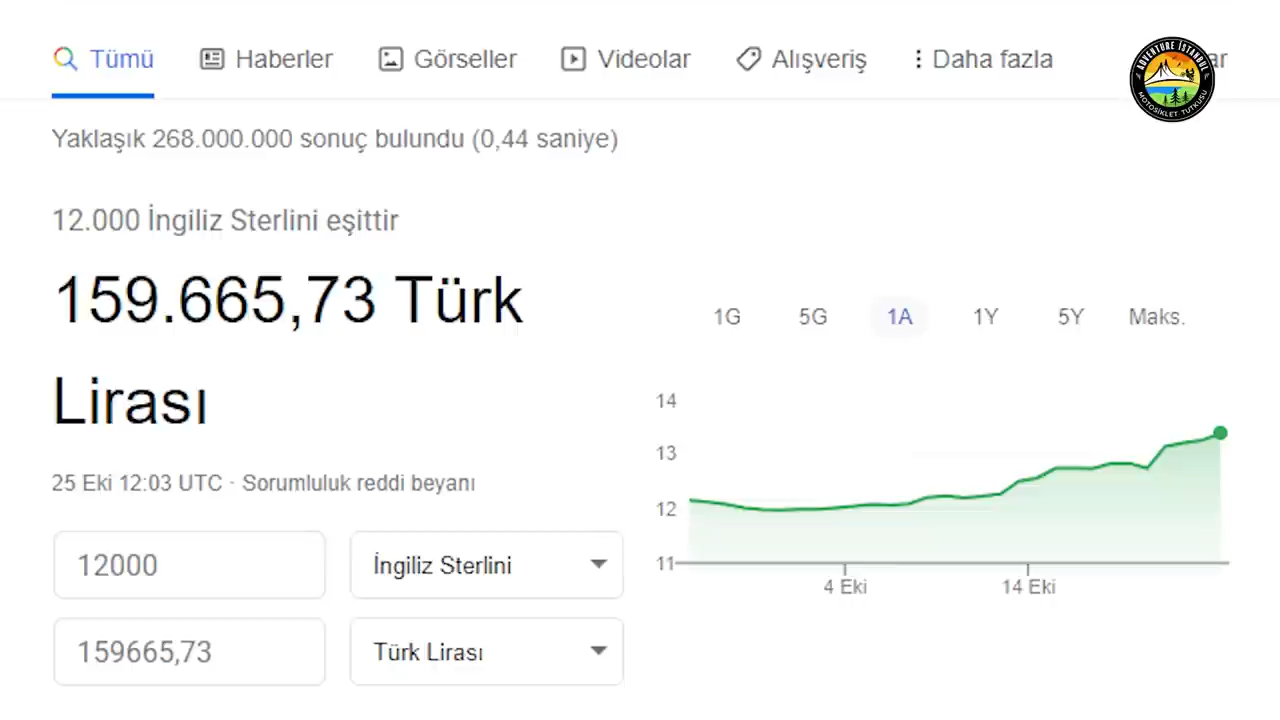 Tümü Haberler Görseller Videolar Alışveriş Daha fazla ar
ADVENTURE İSTANBUL
MOTOSİKLET TUTKUSU
Yaklaşık 268.000.000 sonuç bulundu (0,44 saniye)
12.000 İngiliz Sterlini eşittir
159.665,73 Türk
Lirası
25 Eki 12:03 UTC · Sorumluluk reddi beyanı
12000 İngiliz Sterlini
159665,73 Türk Lirası
1G 5G 1A 1Y 5Y Maks.
14
13
12
11
4 Eki 14 Eki